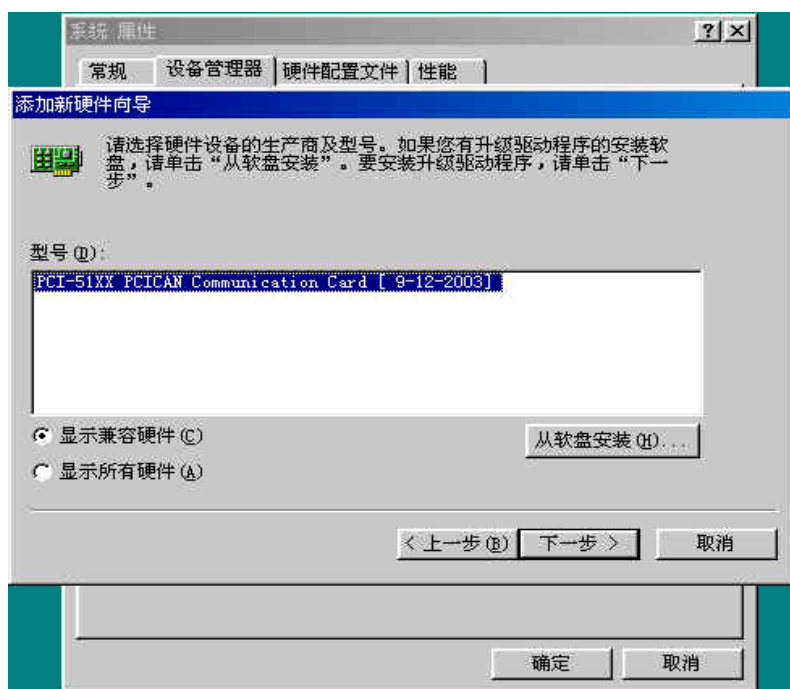 系统 属性
常规 设备管理器 硬件配置文件 性能
添加新硬件向导
请选择硬件设备的生产商及型号。如果您有升级驱动程序的安装软
盘，请单击“从软盘安装”。要安装升级驱动程序，请单击“下一
步”。
型号(D):
PCI-51XX PCICAN Communication Card [ 9-12-2003]
显示兼容硬件(C)
从软盘安装(H)...
显示所有硬件(A)
< 上一步(B) 下一步 > 取消
确定 取消